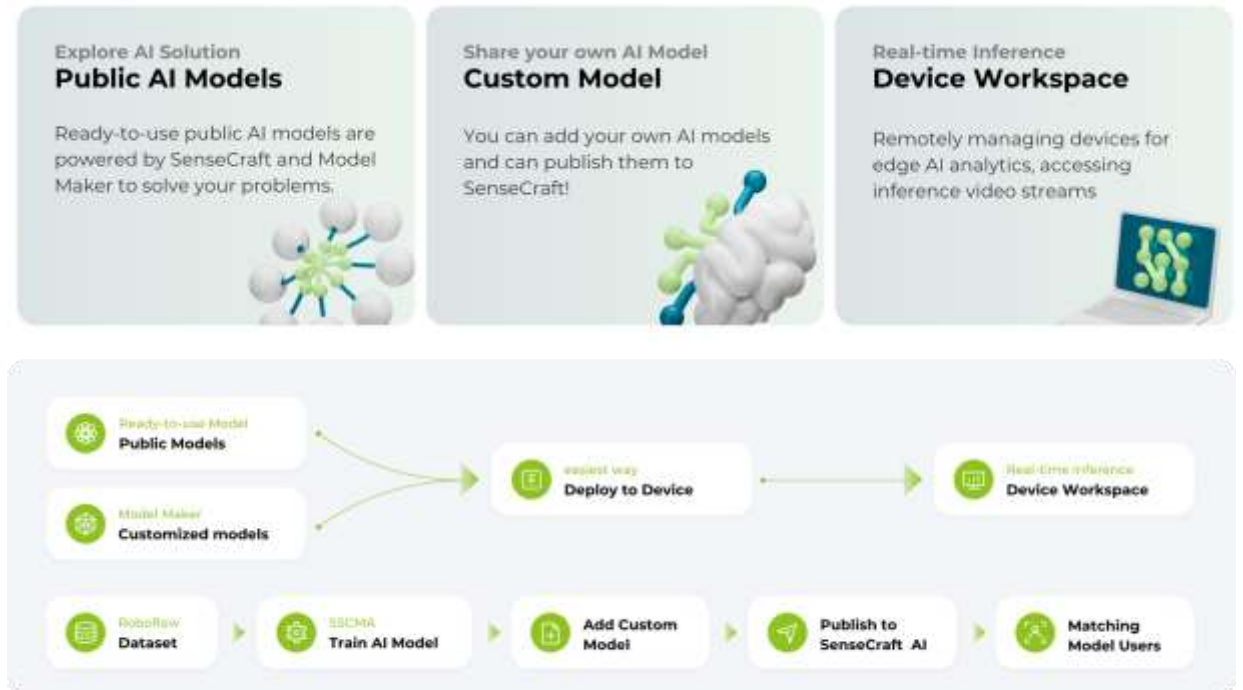 Explore AI Solution
Public AI Models
Ready-to-use public AI models are
powered by SenseCraft and Model
Maker to solve your problems.
Share your own AI Model
Custom Model
You can add your own AI models
and can publish them to
SenseCraft!
Real-time Inference
Device Workspace
Remotely managing devices for
edge AI analytics, accessing
inference video streams
Ready-to-use Model
Public Models
Model Maker
Customized models
easiest way
Deploy to Device
Real-time Inference
Device Workspace
Roboflow
Dataset
SSCMA
Train AI Model
Add Custom
Model
Publish to
SenseCraft AI
Matching
Model Users